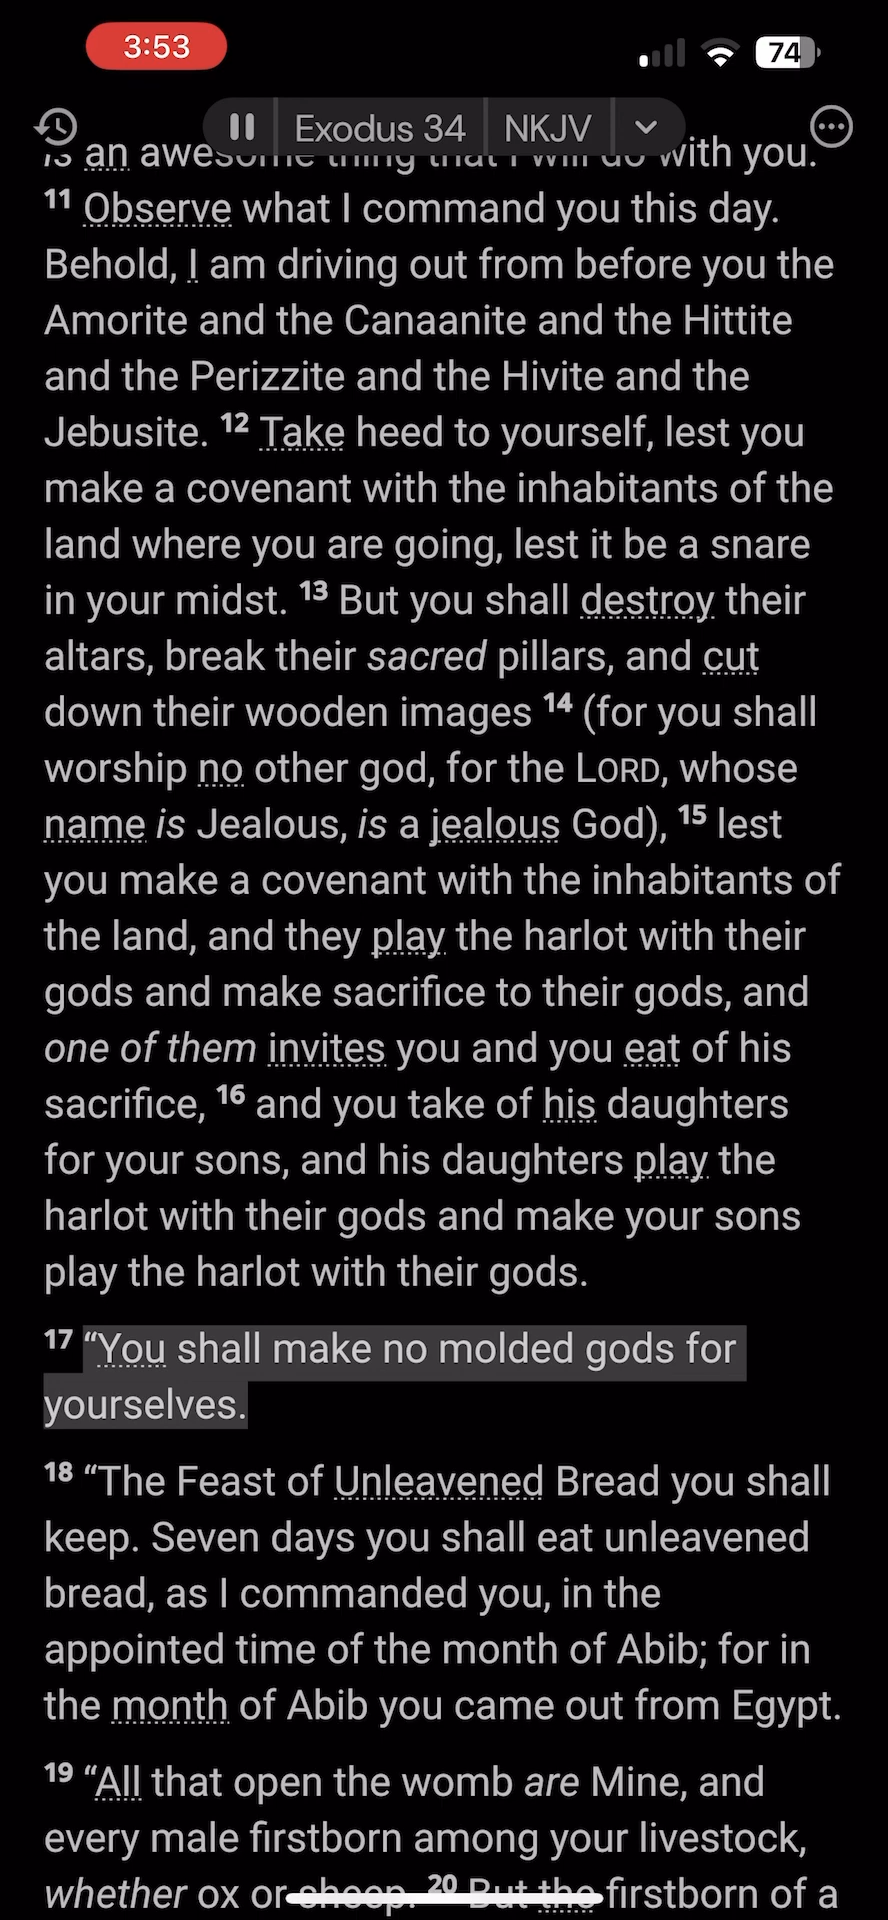 3:53
74
Exodus 34 NKJV
an with you.
11 Observe what I command you this day.
Behold, I am driving out from before you the
Amorite and the Canaanite and the Hittite
and the Perizzite and the Hivite and the
Jebusite. 12 Take heed to yourself, lest you
make a covenant with the inhabitants of the
land where you are going, lest it be a snare
in your midst. 13 But you shall destroy their
altars, break their sacred pillars, and cut
down their wooden images 14 (for you shall
worship no other god, for the LORD, whose
name is Jealous, is a jealous God), 15 lest
you make a covenant with the inhabitants of
the land, and they play the harlot with their
gods and make sacrifice to their gods, and
one of them invites you and you eat of his
sacrifice, 16 and you take of his daughters
for your sons, and his daughters play the
harlot with their gods and make your sons
play the harlot with their gods.
17 “You shall make no molded gods for
yourselves.
18 “The Feast of Unleavened Bread you shall
keep. Seven days you shall eat unleavened
bread, as I commanded you, in the
appointed time of the month of Abib; for in
the month of Abib you came out from Egypt.
19 “All that open the womb are Mine, and
every male firstborn among your livestock,
whether ox or sheep. 20 But the firstborn of a